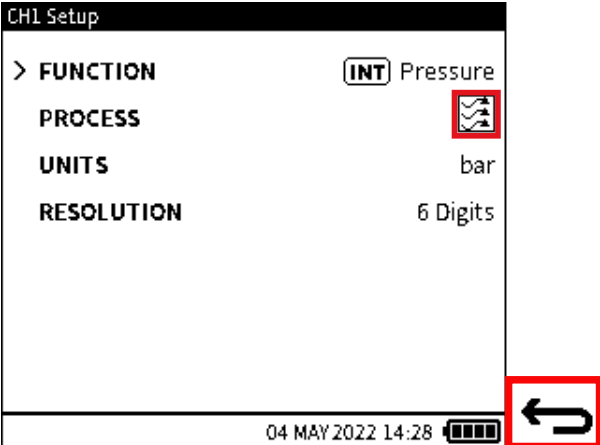 CH1 Setup
> FUNCTION INT Pressure
PROCESS
UNITS bar
RESOLUTION 6 Digits
04 MAY 2022 14:28